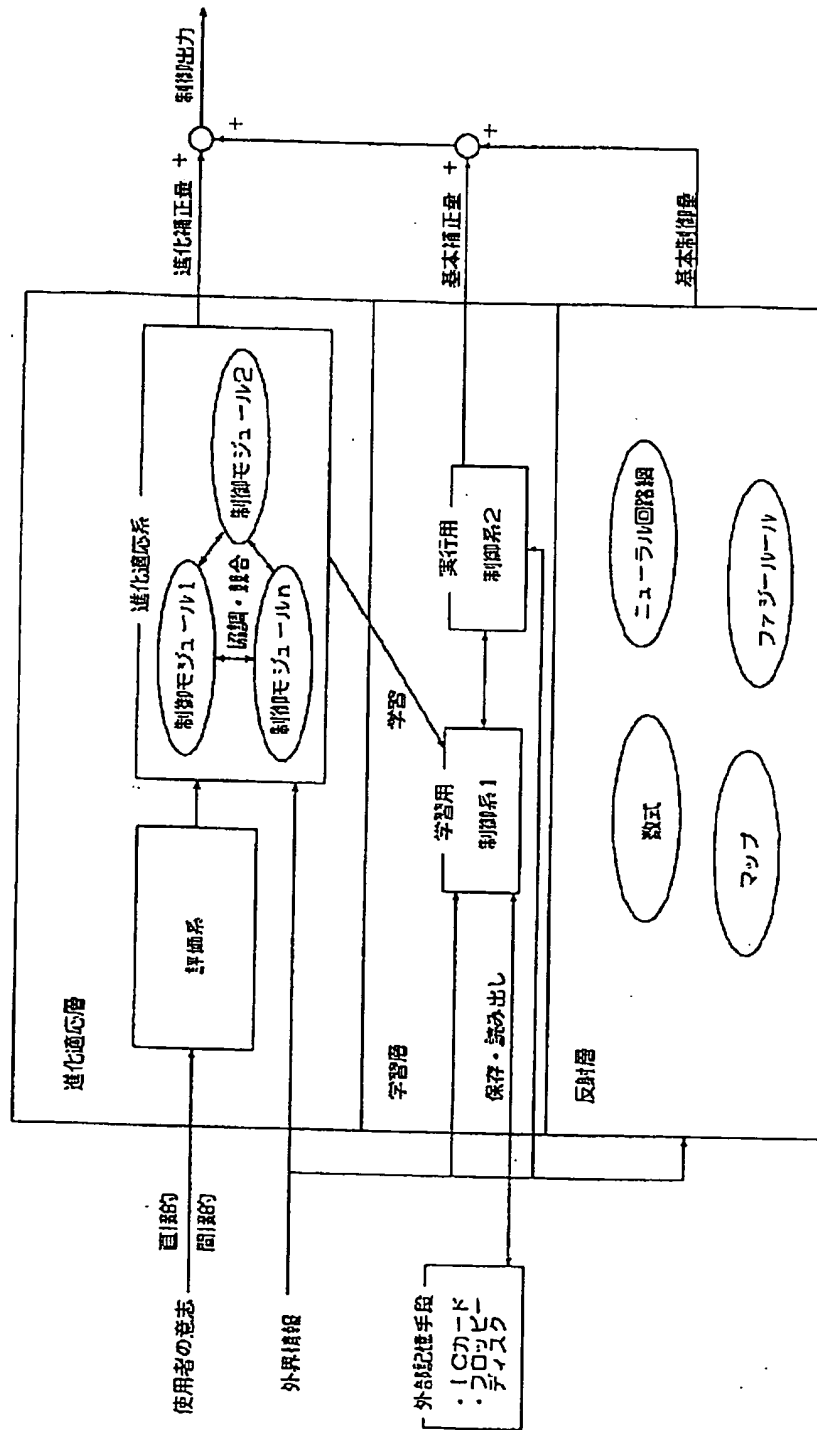 使用者の意志
直接的
間接的
外界情報
外部記憶手段
・ICカード
・フロッピー
ディスク
進化適応層
評価系
進化適応系
制御モジュール1
制御モジュール2
協調・競合
制御モジュールn
進化補正量
+
+
制御出力
学習層
学習
学習用
制御系1
実行用
制御系2
保存・読み出し
基本補正量
+
+
反射層
数式
ニューラル回路網
マップ
ファジールール
基本制御量